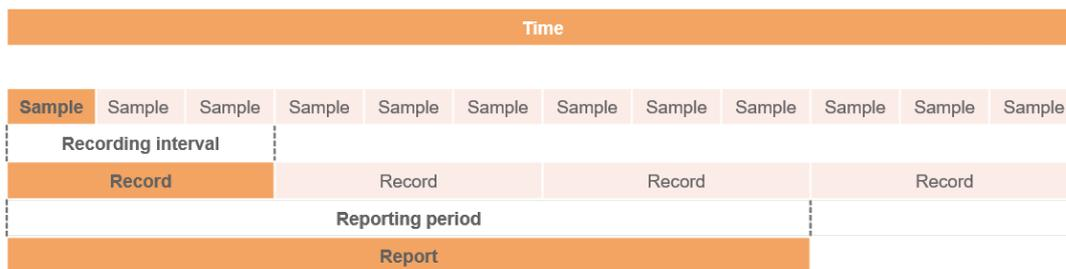 Time
Sample Sample Sample Sample Sample Sample Sample Sample Sample Sample Sample Sample
Recording interval
Record Record Record Record
Reporting period
Report